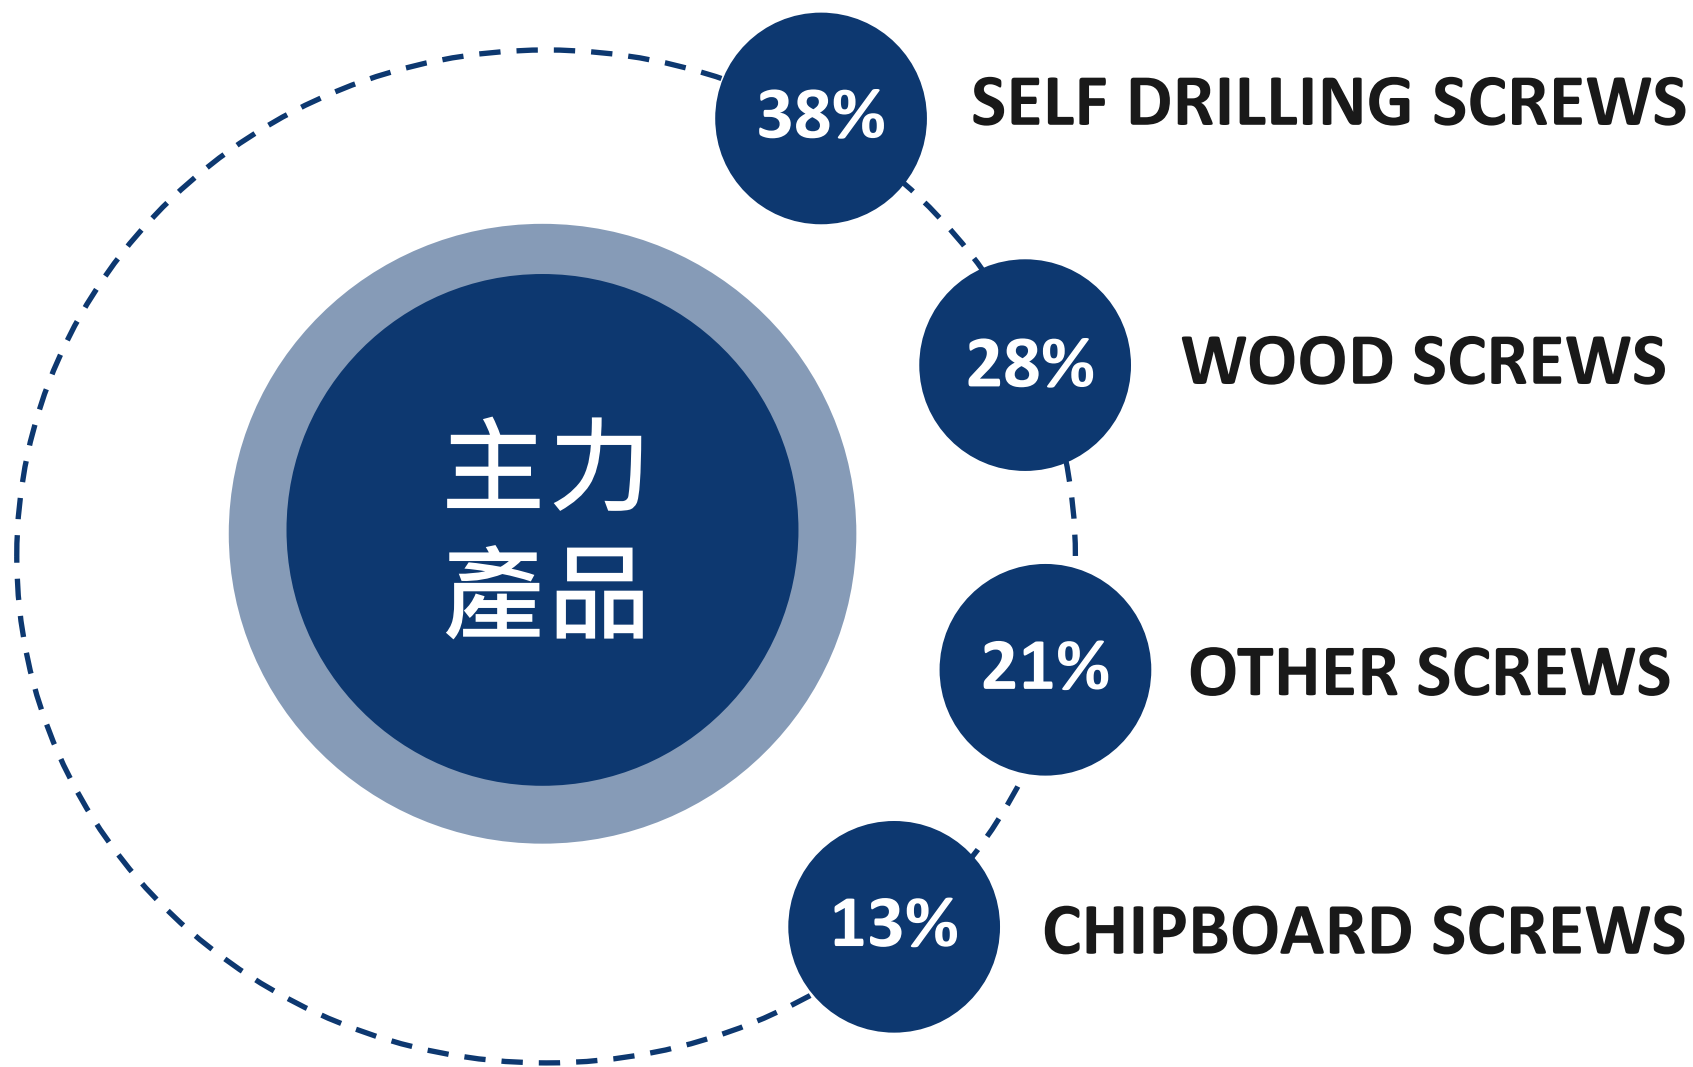 38% SELF DRILLING SCREWS
28% WOOD SCREWS
主力
產品
21% OTHER SCREWS
13% CHIPBOARD SCREWS